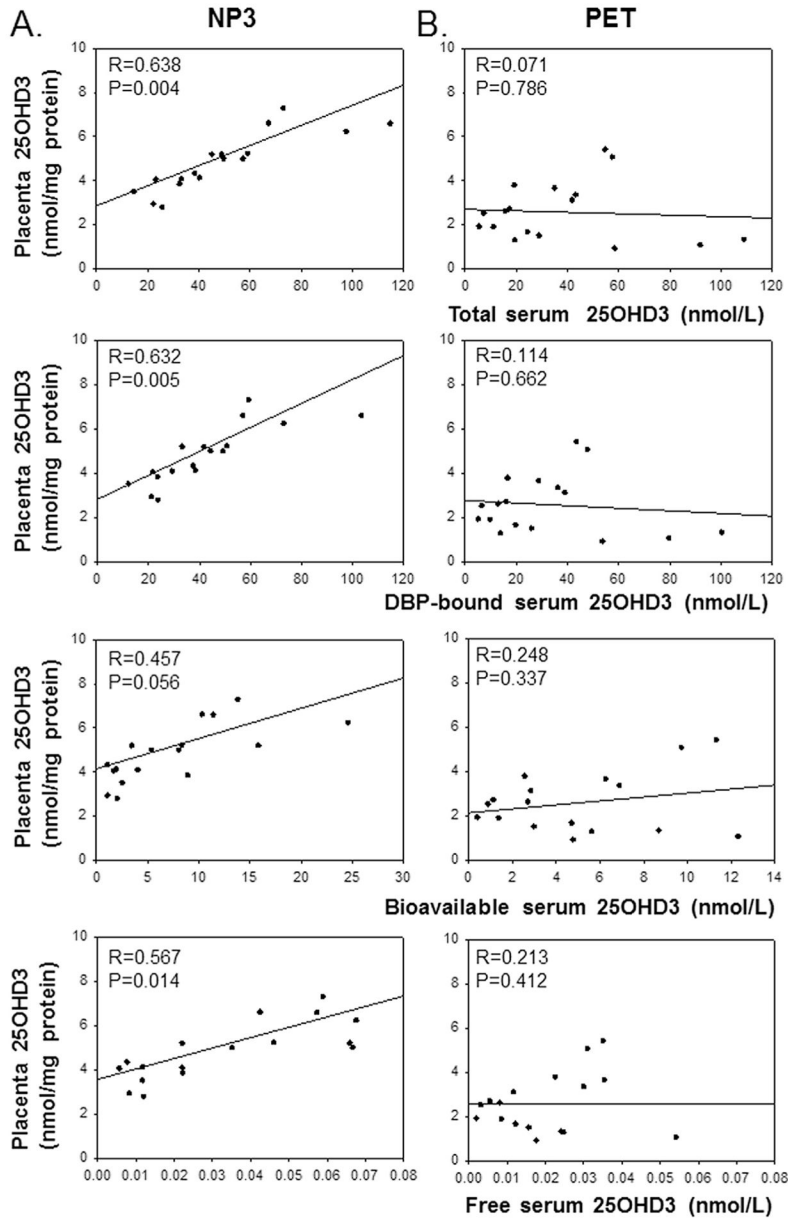 A. NP3 B. PET
Placenta 25OHD3
(nmol/mg protein)
10
8
6
4
2
0
R=0.638
P=0.004
0 20 40 60 80 100 120
10
8
6
4
2
0
R=0.071
P=0.786
0 20 40 60 80 100 120
Total serum 25OHD3 (nmol/L)
Placenta 25OHD3
(nmol/mg protein)
10
8
6
4
2
0
R=0.632
P=0.005
0 20 40 60 80 100 120
10
8
6
4
2
0
R=0.114
P=0.662
0 20 40 60 80 100 120
DBP-bound serum 25OHD3 (nmol/L)
Placenta 25OHD3
(nmol/mg protein)
10
8
6
4
2
0
R=0.457
P=0.056
0 5 10 15 20 25 30
10
8
6
4
2
0
R=0.248
P=0.337
0 2 4 6 8 10 12 14
Bioavailable serum 25OHD3 (nmol/L)
Placenta 25OHD3
(nmol/mg protein)
10
8
6
4
2
0
R=0.567
P=0.014
0.00 0.01 0.02 0.03 0.04 0.05 0.06 0.07 0.08
10
8
6
4
2
0
R=0.213
P=0.412
0.00 0.01 0.02 0.03 0.04 0.05 0.06 0.07 0.08
Free serum 25OHD3 (nmol/L)